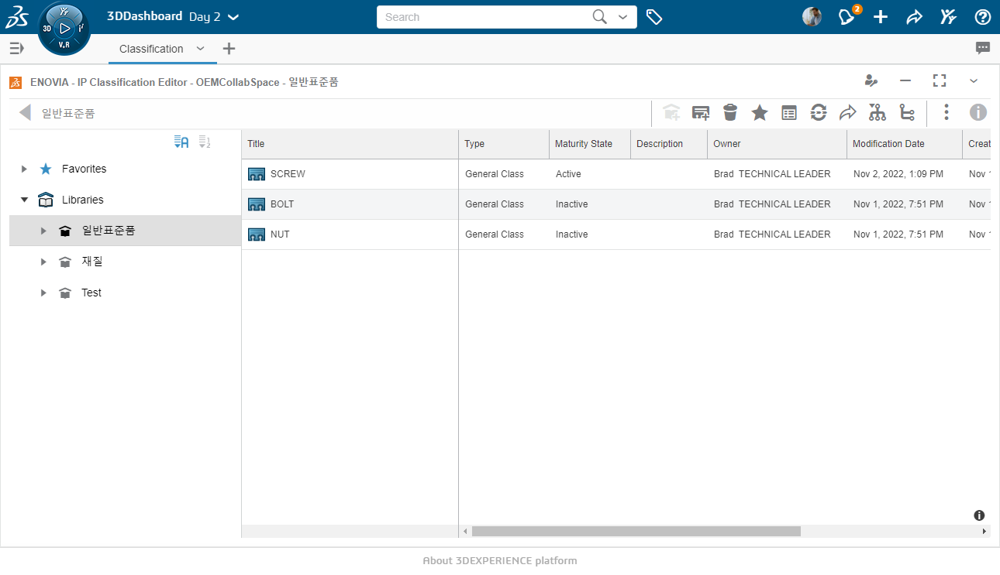 3DDashboard Day 2
Search
2
3D
V.R
Classification
ENOVIA - IP Classification Editor - OEMCollabSpace - 일반표준품
일반표준품
Favorites
Libraries
일반표준품
재질
Test
Title Type Maturity State Description Owner Modification Date Creat
SCREW General Class Active Brad TECHNICAL LEADER Nov 2, 2022, 1:09 PM Nov 1
BOLT General Class Inactive Brad TECHNICAL LEADER Nov 1, 2022, 7:51 PM Nov 1
NUT General Class Inactive Brad TECHNICAL LEADER Nov 1, 2022, 7:51 PM Nov 1
About 3DEXPERIENCE platform